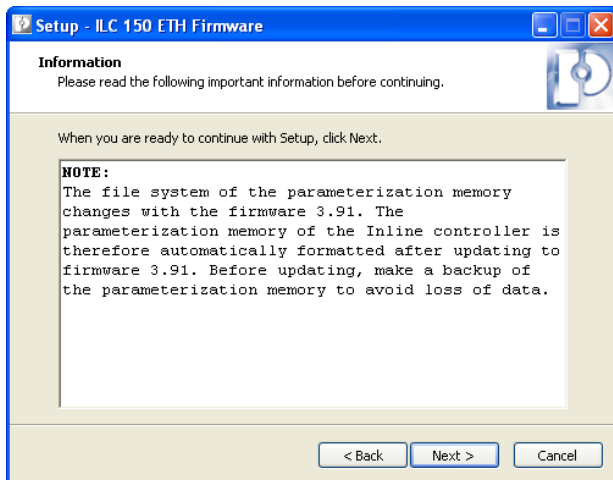 Setup - ILC 150 ETH Firmware
Information
Please read the following important information before continuing.
When you are ready to continue with Setup, click Next.
NOTE:
The file system of the parameterization memory
changes with the firmware 3.91. The
parameterization memory of the Inline controller is
therefore automatically formatted after updating to
firmware 3.91. Before updating, make a backup of
the parameterization memory to avoid loss of data.
< Back Next > Cancel